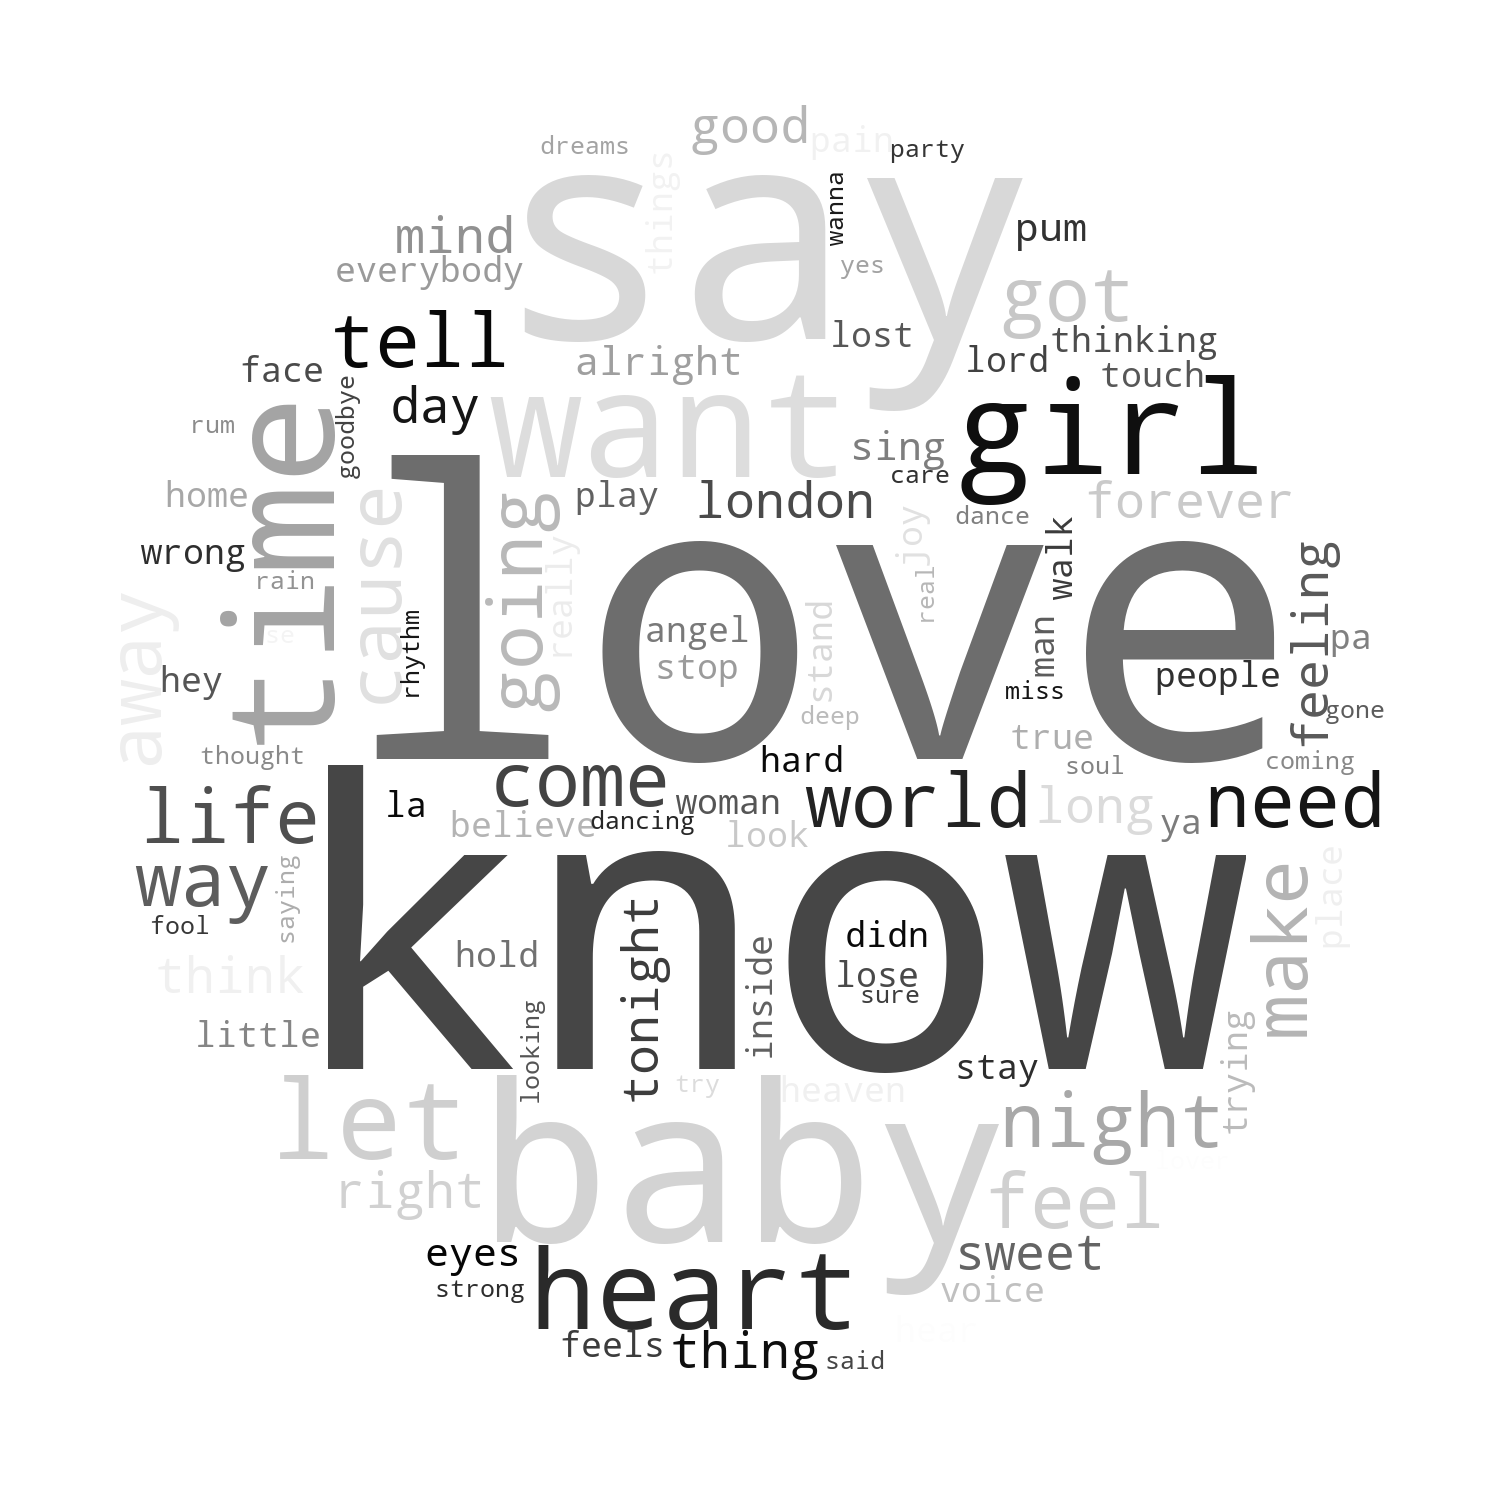 good
pain
party
dreams
things
say
wanna
pum
mind
everybody
yes
got
tell
alright
lost
lord
thinking
touch
face
goodbye
day
want
girl
rum
time
sing
care
home
cause
going
play
london
joy
dance
forever
wrong
rain
se
really
love
real
walk
feeling
away
hey
rhythm
angel
stop
stand
deep
man
miss
people
pa
gone
thought
hard
true
soul
coming
life
la
come
believe
dancing
woman
look
world
long
ya
need
way
fool
saying
know
make
place
think
hold
tonight
inside
didn
lose
sure
little
looking
stay
trying
let
baby
try
heaven
night
right
feel
eyes
strong
heart
sweet
voice
hear
feels
thing
said